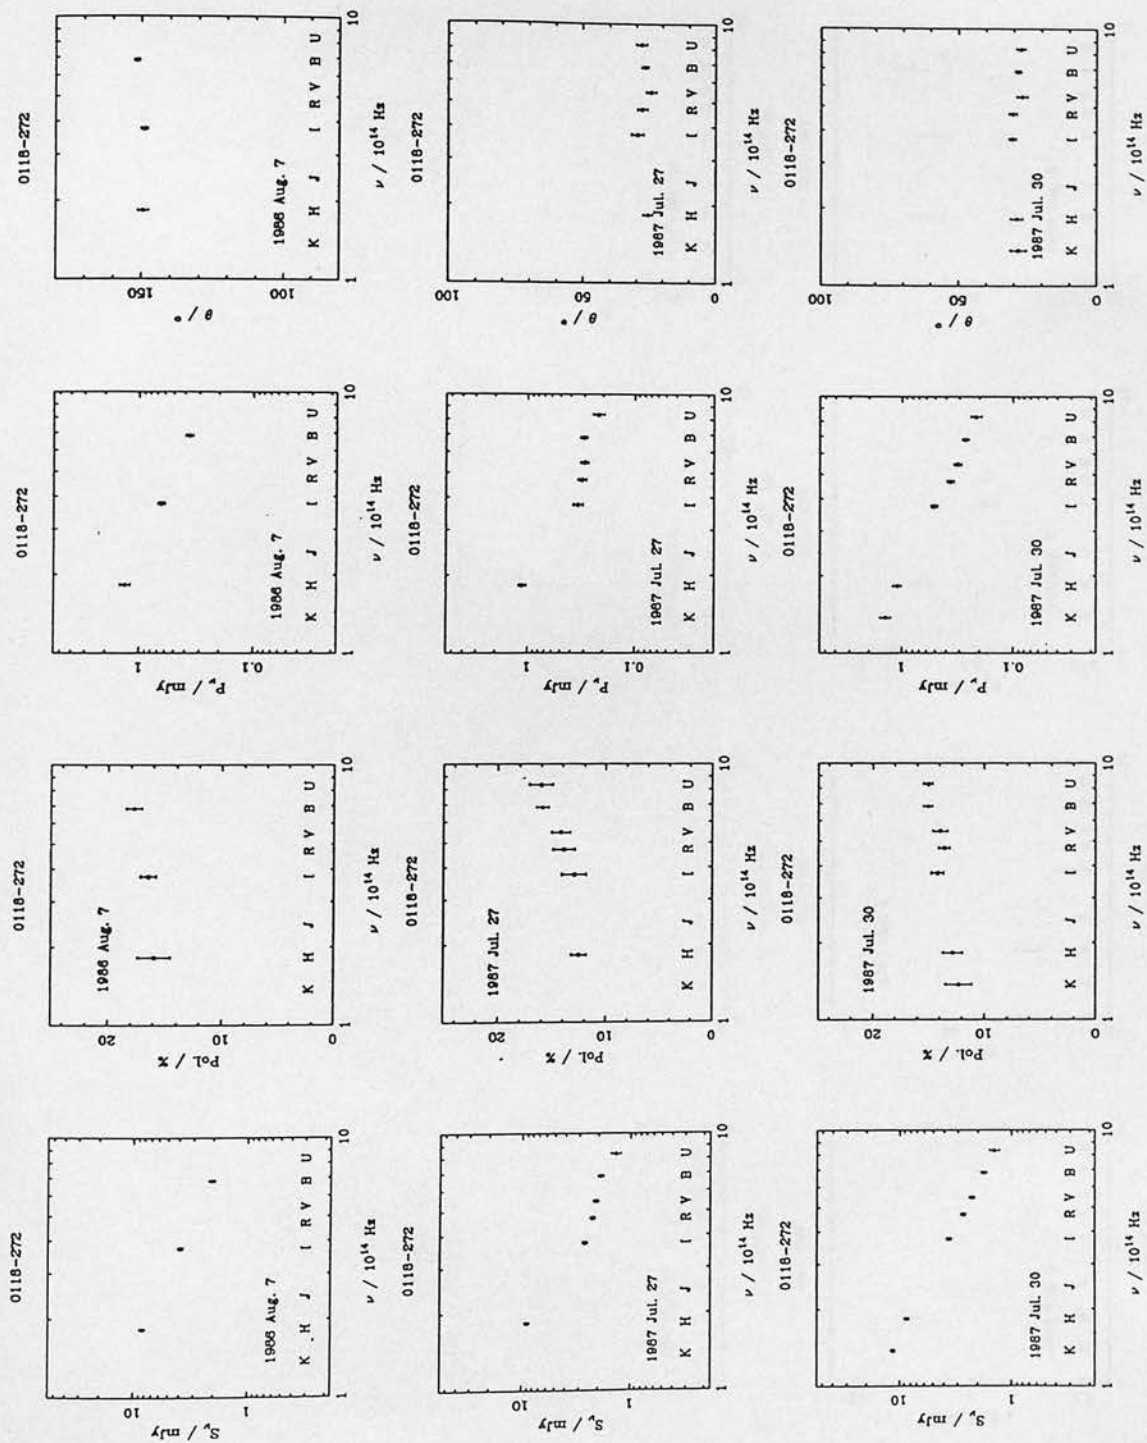 0118-272
S_ν / mJy
10
1
1986 Aug. 7
K H J I R V B U
1 10
ν / 10¹⁴ Hz
0118-272
Pol. / %
20
10
0
1986 Aug. 7
K H J I R V B U
1 10
ν / 10¹⁴ Hz
0118-272
P_ν / mJy
1
0.1
1986 Aug. 7
K H J I R V B U
1 10
ν / 10¹⁴ Hz
0118-272
θ / °
150
100
1986 Aug. 7
K H J I R V B U
1 10
ν / 10¹⁴ Hz
0118-272
S_ν / mJy
10
1
1987 Jul. 27
K H J I R V B U
1 10
ν / 10¹⁴ Hz
0118-272
Pol. / %
20
10
0
1987 Jul. 27
K H J I R V B U
1 10
ν / 10¹⁴ Hz
0118-272
P_ν / mJy
1
0.1
1987 Jul. 27
K H J I R V B U
1 10
ν / 10¹⁴ Hz
0118-272
θ / °
100
50
0
1987 Jul. 27
K H J I R V B U
1 10
ν / 10¹⁴ Hz
0118-272
S_ν / mJy
10
1
1987 Jul. 30
K H J I R V B U
1 10
ν / 10¹⁴ Hz
0118-272
Pol. / %
20
10
0
1987 Jul. 30
K H J I R V B U
1 10
ν / 10¹⁴ Hz
0118-272
P_ν / mJy
1
0.1
1987 Jul. 30
K H J I R V B U
1 10
ν / 10¹⁴ Hz
0118-272
θ / °
100
50
0
1987 Jul. 30
K H J I R V B U
1 10
ν / 10¹⁴ Hz